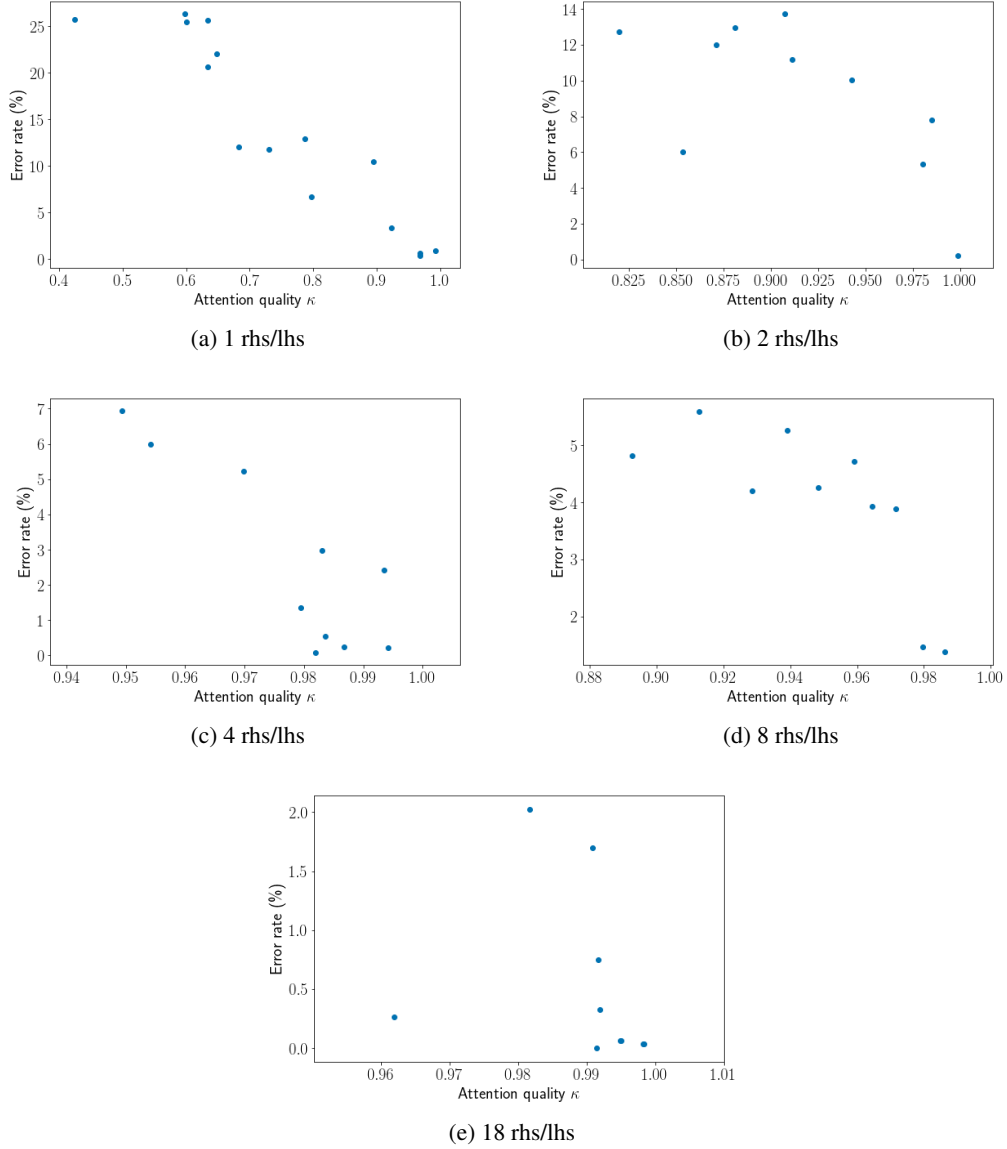 25
20
15
10
5
0
Error rate (%)
0.4 0.5 0.6 0.7 0.8 0.9 1.0
Attention quality κ
(a) 1 rhs/lhs
14
12
10
8
6
4
2
0
Error rate (%)
0.825 0.850 0.875 0.900 0.925 0.950 0.975 1.000
Attention quality κ
(b) 2 rhs/lhs
7
6
5
4
3
2
1
0
Error rate (%)
0.94 0.95 0.96 0.97 0.98 0.99 1.00
Attention quality κ
(c) 4 rhs/lhs
5
4
3
2
Error rate (%)
0.88 0.90 0.92 0.94 0.96 0.98 1.00
Attention quality κ
(d) 8 rhs/lhs
2.0
1.5
1.0
0.5
0.0
Error rate (%)
0.96 0.97 0.98 0.99 1.00 1.01
Attention quality κ
(e) 18 rhs/lhs